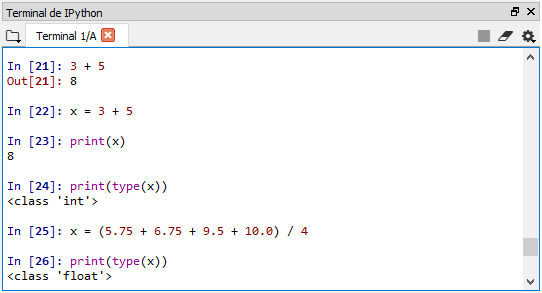 Terminal de IPython
Terminal 1/A
In [21]: 3 + 5
Out[21]: 8
In [22]: x = 3 + 5
In [23]: print(x)
8
In [24]: print(type(x))
<class 'int'>
In [25]: x = (5.75 + 6.75 + 9.5 + 10.0) / 4
In [26]: print(type(x))
<class 'float'>